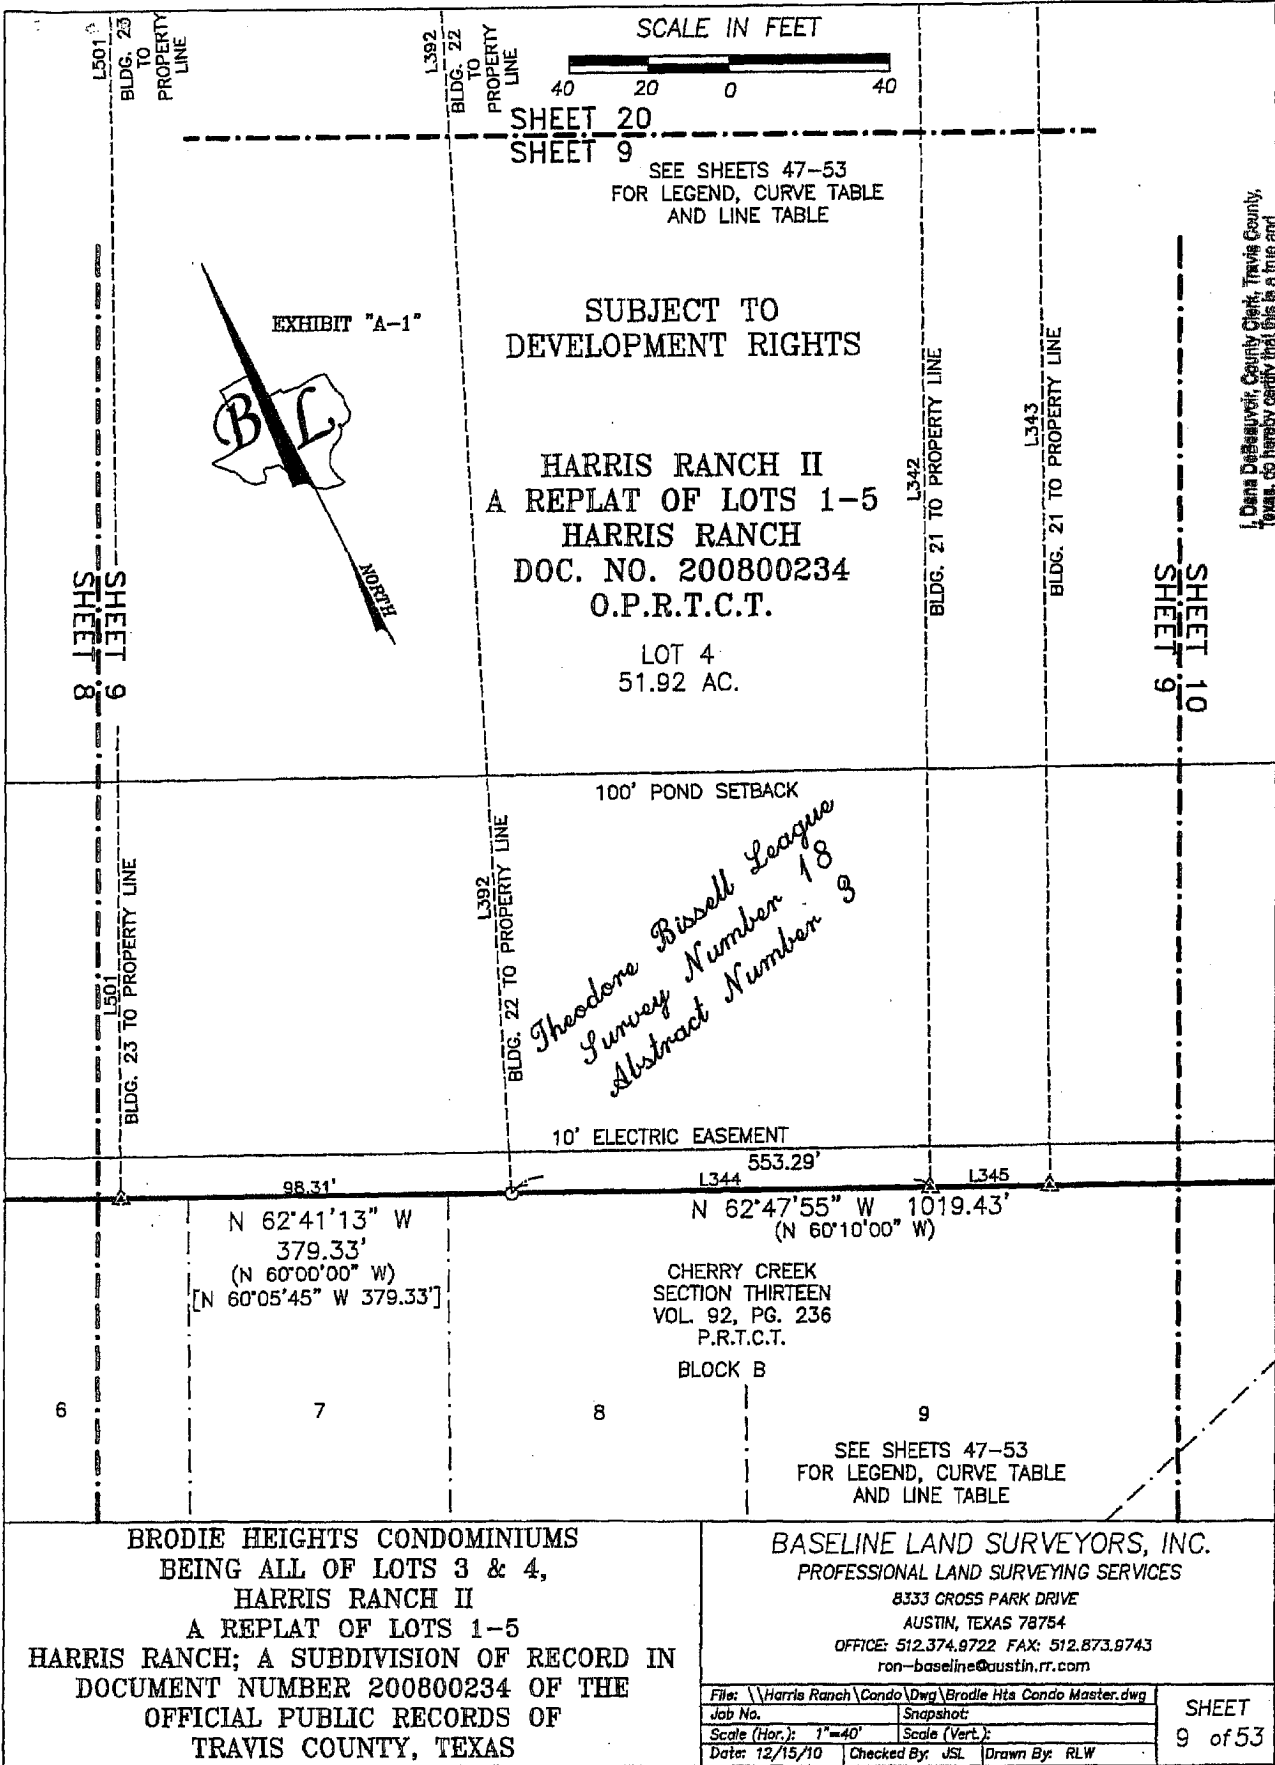 SCALE IN FEET
40 20 0 40
L501
BLDG. 23
TO
PROPERTY
LINE
L392
BLDG. 22
TO
PROPERTY
LINE
SHEET 20
SHEET 9
SEE SHEETS 47-53
FOR LEGEND, CURVE TABLE
AND LINE TABLE
EXHIBIT "A-1"
SUBJECT TO
DEVELOPMENT RIGHTS
B L
NORTH
HARRIS RANCH II
A REPLAT OF LOTS 1-5
HARRIS RANCH
DOC. NO. 200800234
O.P.R.T.C.T.
LOT 4
51.92 AC.
L342
BLDG. 21 TO PROPERTY LINE
L343
BLDG. 21 TO PROPERTY LINE
I, Dana DeBeauvoir, County Clerk, Travis County,
Texas, do hereby certify that this is a true and
SHEET 9
SHEET 8
SHEET 10
SHEET 9
100' POND SETBACK
Theodore Bissell League
Survey Number 18
Abstract Number 3
L501
BLDG. 23 TO PROPERTY LINE
L392
BLDG. 22 TO PROPERTY LINE
10' ELECTRIC EASEMENT
553.29'
98.31'
L344
L345
N 62°41'13" W
379.33'
(N 60°00'00" W)
[N 60°05'45" W 379.33']
N 62°47'55" W 1019.43'
(N 60°10'00" W)
CHERRY CREEK
SECTION THIRTEEN
VOL. 92, PG. 236
P.R.T.C.T.
BLOCK B
6
7
8
9
SEE SHEETS 47-53
FOR LEGEND, CURVE TABLE
AND LINE TABLE
BRODIE HEIGHTS CONDOMINIUMS
BEING ALL OF LOTS 3 & 4,
HARRIS RANCH II
A REPLAT OF LOTS 1-5
HARRIS RANCH; A SUBDIVISION OF RECORD IN
DOCUMENT NUMBER 200800234 OF THE
OFFICIAL PUBLIC RECORDS OF
TRAVIS COUNTY, TEXAS
BASELINE LAND SURVEYORS, INC.
PROFESSIONAL LAND SURVEYING SERVICES
8333 CROSS PARK DRIVE
AUSTIN, TEXAS 78754
OFFICE: 512.374.9722 FAX: 512.873.9743
ron-baseline@austin.rr.com
File: \\Harris Ranch\Condo\Dwg\Brodie Hts Condo Master.dwg
Job No. Snapshot:
Scale (Hor.): 1"=40' Scale (Vert.):
Date: 12/15/10 Checked By: JSL Drawn By: RLW
SHEET
9 of 53